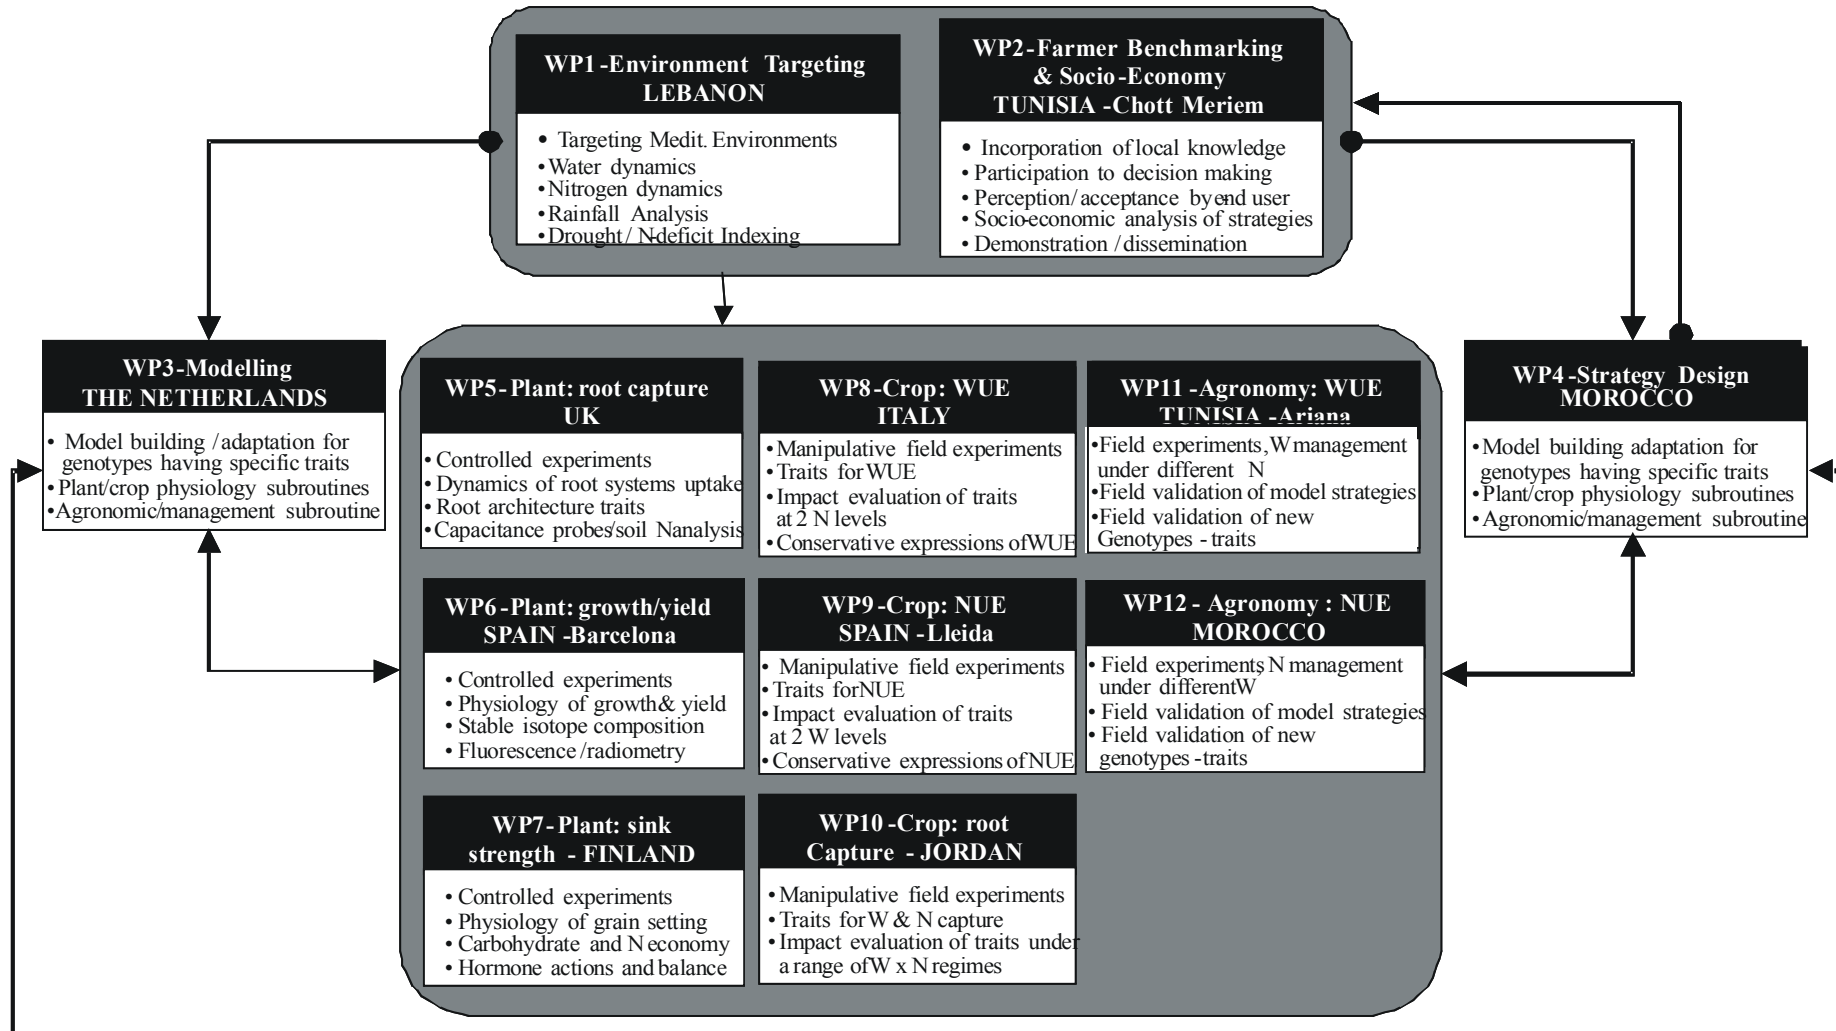 WP1-Environment Targeting
LEBANON
• Targeting Medit. Environments
• Water dynamics
• Nitrogen dynamics
• Rainfall Analysis
• Drought / N-deficit Indexing
WP2-Farmer Benchmarking
& Socio-Economy
TUNISIA -Chott Meriem
• Incorporation of local knowledge
• Participation to decision making
• Perception/acceptance by end user
• Socio-economic analysis of strategies
• Demonstration / dissemination
WP3-Modelling
THE NETHERLANDS
• Model building / adaptation for
genotypes having specific traits
• Plant/crop physiology subroutines
• Agronomic/management subroutine
WP5-Plant: root capture
UK
• Controlled experiments
• Dynamics of root systems uptake
• Root architecture traits
• Capacitance probes/soil N analysis
WP8-Crop: WUE
ITALY
• Manipulative field experiments
• Traits for WUE
• Impact evaluation of traits
at 2 N levels
• Conservative expressions of WUE
WP11-Agronomy: WUE
TUNISIA -Ariana
• Field experiments, W management
under different N
• Field validation of model strategies
• Field validation of new
Genotypes - traits
WP4-Strategy Design
MOROCCO
• Model building adaptation for
genotypes having specific traits
• Plant/crop physiology subroutines
• Agronomic/management subroutine
WP6-Plant: growth/yield
SPAIN -Barcelona
• Controlled experiments
• Physiology of growth & yield
• Stable isotope composition
• Fluorescence / radiometry
WP9-Crop: NUE
SPAIN -Lleida
• Manipulative field experiments
• Traits for NUE
• Impact evaluation of traits
at 2 W levels
• Conservative expressions of NUE
WP12 - Agronomy : NUE
MOROCCO
• Field experiments, N management
under different W
• Field validation of model strategies
• Field validation of new
genotypes - traits
WP7-Plant: sink
strength - FINLAND
• Controlled experiments
• Physiology of grain setting
• Carbohydrate and N economy
• Hormone actions and balance
WP10-Crop: root
Capture - JORDAN
• Manipulative field experiments
• Traits for W & N capture
• Impact evaluation of traits under
a range of W x N regimes